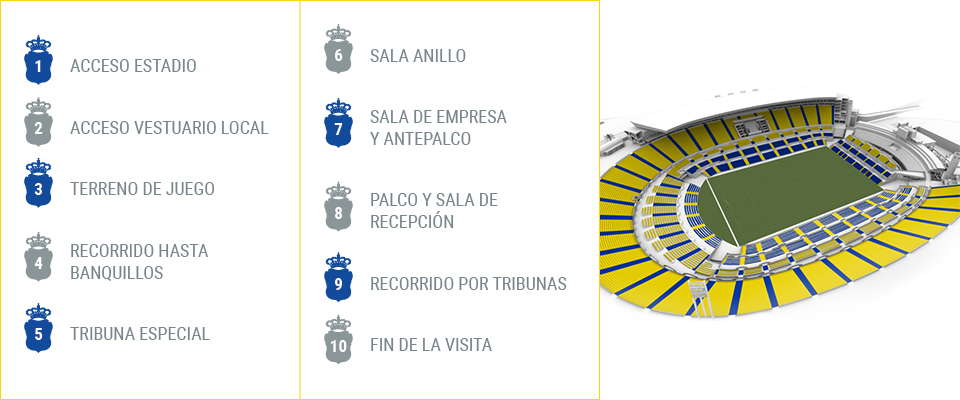 1
ACCESO ESTADIO
2
ACCESO VESTUARIO LOCAL
3
TERRENO DE JUEGO
4
RECORRIDO HASTA
BANQUILLOS
5
TRIBUNA ESPECIAL
6
SALA ANILLO
7
SALA DE EMPRESA
Y ANTEPALCO
8
PALCO Y SALA DE
RECEPCIÓN
9
RECORRIDO POR TRIBUNAS
10
FIN DE LA VISITA